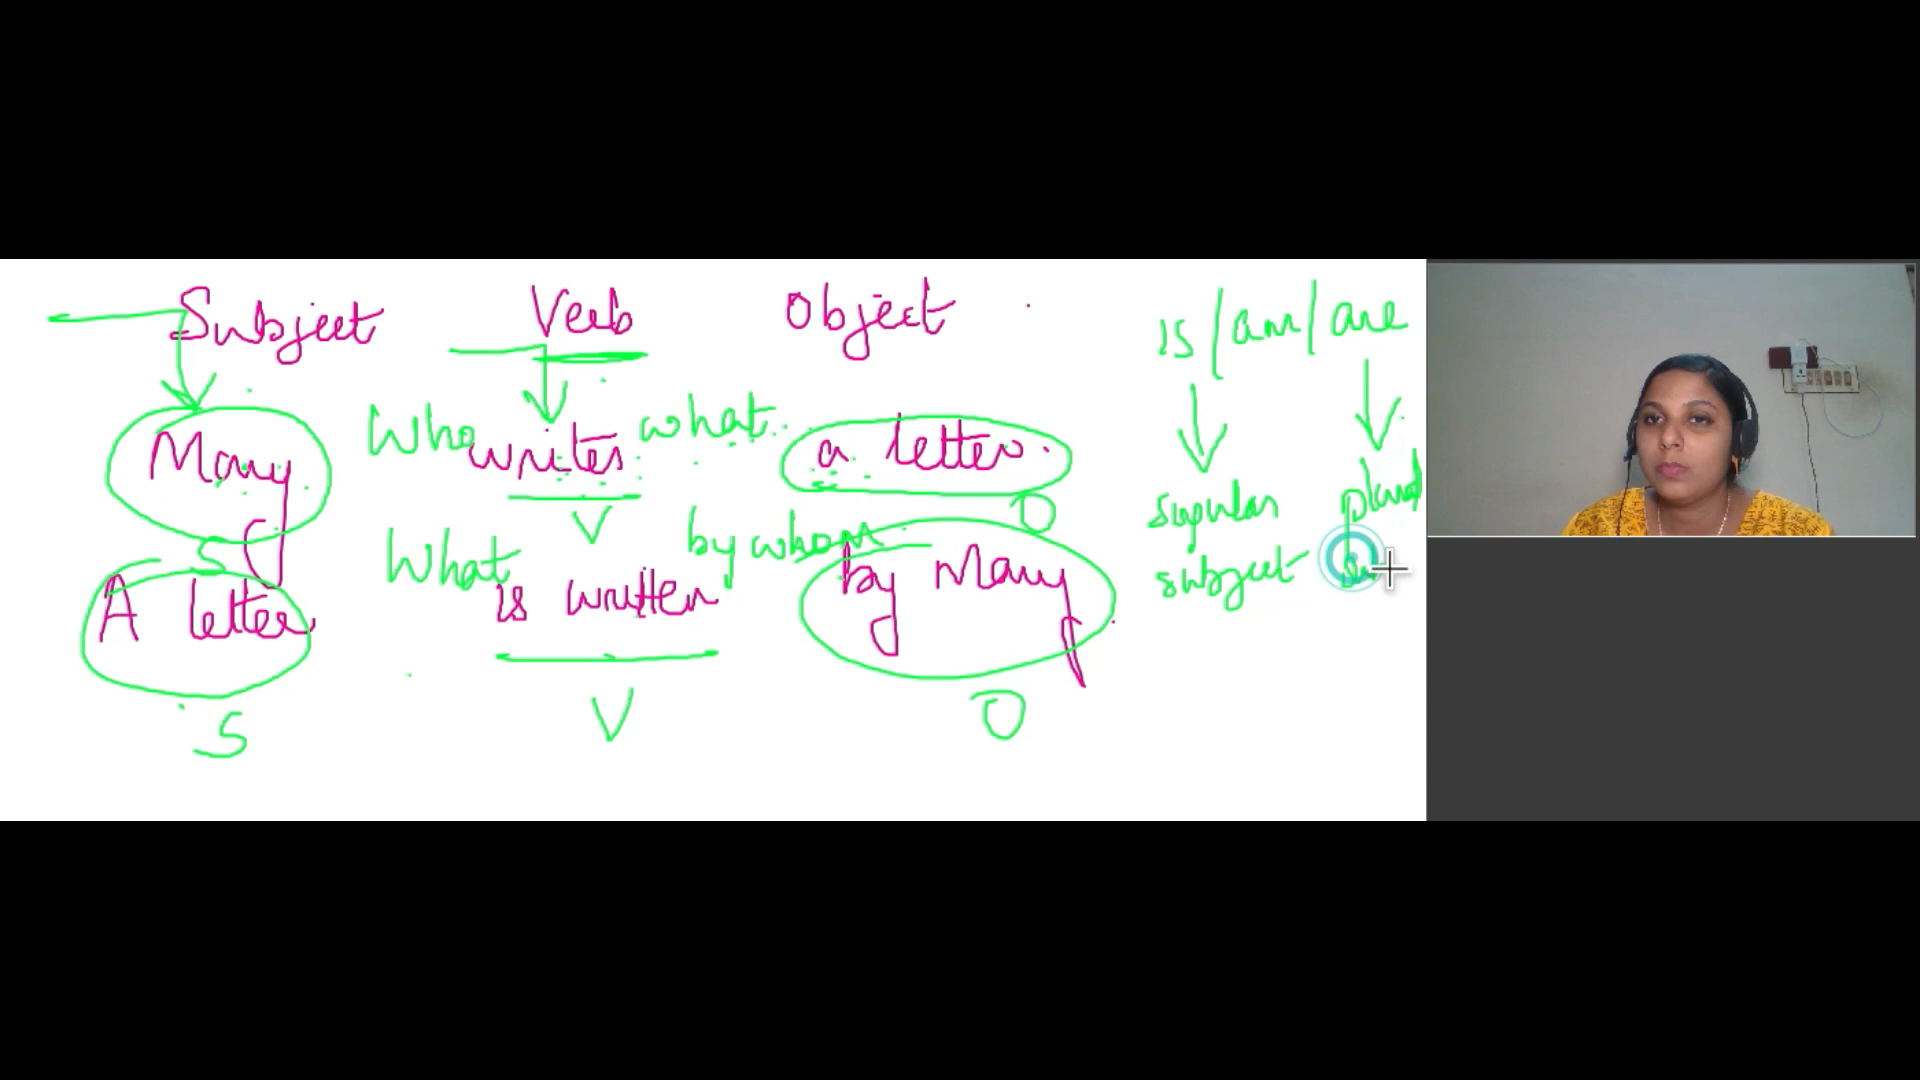 Subject Verb Object
is/am/are
Mary who writes what a letter.
S V O
singular plural
subject
What by whom
A letter is written by Mary
S V O